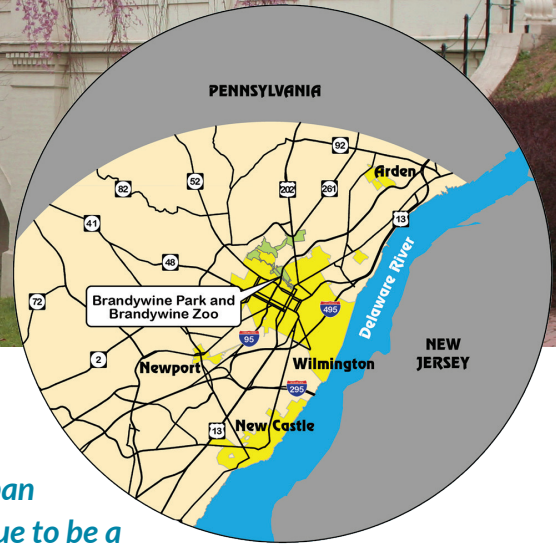 PENNSYLVANIA
92
Arden
52
82
202
261
41
13
48
Delaware River
Brandywine Park and
Brandywine Zoo
72
495
95
NEW
JERSEY
2
Newport
Wilmington
295
13
New Castle
ue to be a